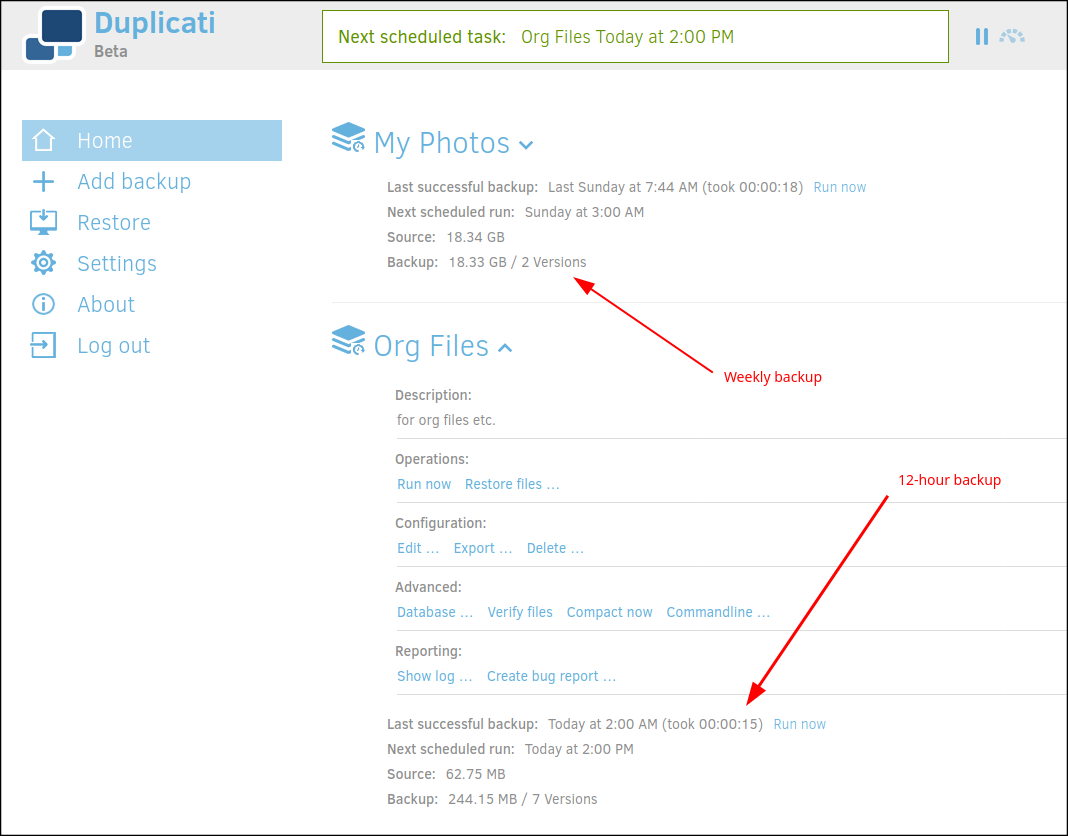 Duplicati
Beta
Next scheduled task: Org Files Today at 2:00 PM
Home
Add backup
Restore
Settings
About
Log out
My Photos
Last successful backup: Last Sunday at 7:44 AM (took 00:00:18) Run now
Next scheduled run: Sunday at 3:00 AM
Source: 18.34 GB
Backup: 18.33 GB / 2 Versions
Weekly backup
Org Files
Description:
for org files etc.
Operations:
Run now Restore files ...
Configuration:
Edit ... Export ... Delete ...
Advanced:
Database ... Verify files Compact now Commandline ...
Reporting:
Show log ... Create bug report ...
12-hour backup
Last successful backup: Today at 2:00 AM (took 00:00:15) Run now
Next scheduled run: Today at 2:00 PM
Source: 62.75 MB
Backup: 244.15 MB / 7 Versions